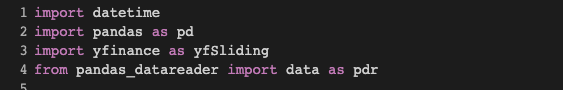 1 import datetime
2 import pandas as pd
3 import yfinance as yfSliding
4 from pandas_datareader import data as pdr
5